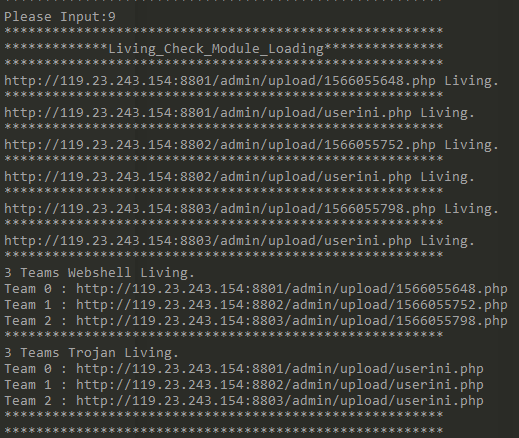 Please Input:9
*******************************************************
*************Living_Check_Module_Loading***************
*******************************************************
http://119.23.243.154:8801/admin/upload/1566055648.php Living.
*******************************************************
http://119.23.243.154:8801/admin/upload/userini.php Living.
*******************************************************
http://119.23.243.154:8802/admin/upload/1566055752.php Living.
*******************************************************
http://119.23.243.154:8802/admin/upload/userini.php Living.
*******************************************************
http://119.23.243.154:8803/admin/upload/1566055798.php Living.
*******************************************************
http://119.23.243.154:8803/admin/upload/userini.php Living.
*******************************************************
3 Teams Webshell Living.
Team 0 : http://119.23.243.154:8801/admin/upload/1566055648.php
Team 1 : http://119.23.243.154:8802/admin/upload/1566055752.php
Team 2 : http://119.23.243.154:8803/admin/upload/1566055798.php
*******************************************************
3 Teams Trojan Living.
Team 0 : http://119.23.243.154:8801/admin/upload/userini.php
Team 1 : http://119.23.243.154:8802/admin/upload/userini.php
Team 2 : http://119.23.243.154:8803/admin/upload/userini.php
*******************************************************
*******************************************************